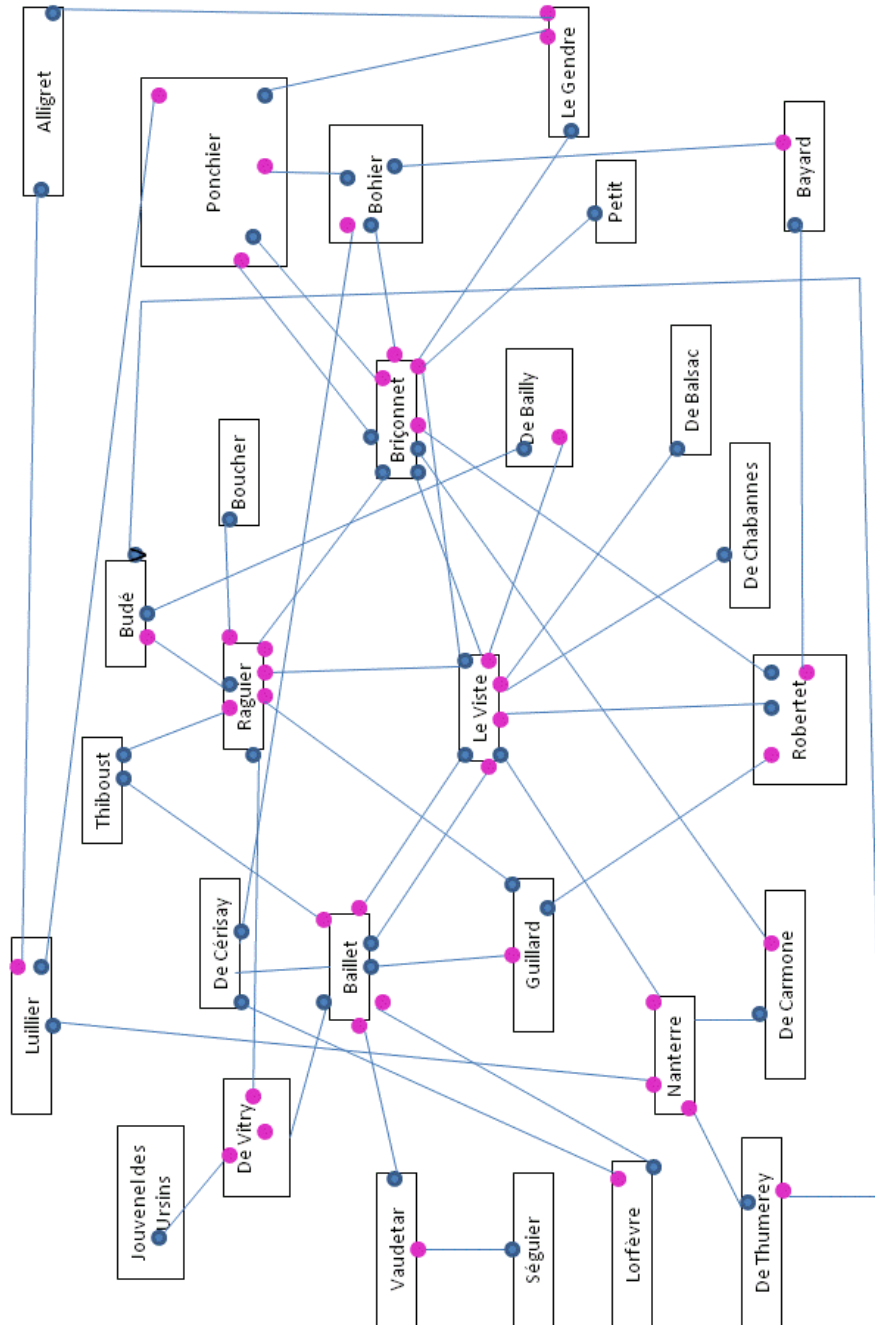 Luillier
Alligret
Jouvenel des
Ursins
Thiboust
Budé
Ponchier
De Vitry
De Cérisay
Raguier
Boucher
Baillet
Bohier
Vaudetar
Briçonnet
Le Viste
Séguier
Guillard
De Bailly
Le Gendre
Petit
Lorfèvre
Nanterre
De Balsac
De Chabannes
De Thumerey
De Carmone
Robertet
Bayard